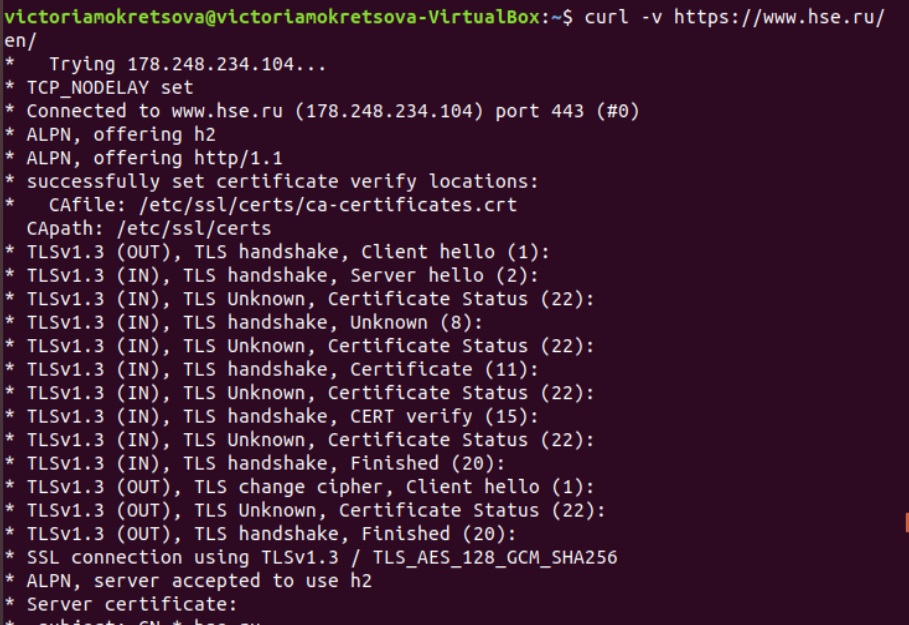 victoriamokretsova@victoriamokretsova-VirtualBox:~$ curl -v https://www.hse.ru/
en/
*   Trying 178.248.234.104...
* TCP_NODELAY set
* Connected to www.hse.ru (178.248.234.104) port 443 (#0)
* ALPN, offering h2
* ALPN, offering http/1.1
* successfully set certificate verify locations:
*   CAfile: /etc/ssl/certs/ca-certificates.crt
  CApath: /etc/ssl/certs
* TLSv1.3 (OUT), TLS handshake, Client hello (1):
* TLSv1.3 (IN), TLS handshake, Server hello (2):
* TLSv1.3 (IN), TLS Unknown, Certificate Status (22):
* TLSv1.3 (IN), TLS handshake, Unknown (8):
* TLSv1.3 (IN), TLS Unknown, Certificate Status (22):
* TLSv1.3 (IN), TLS handshake, Certificate (11):
* TLSv1.3 (IN), TLS Unknown, Certificate Status (22):
* TLSv1.3 (IN), TLS handshake, CERT verify (15):
* TLSv1.3 (IN), TLS Unknown, Certificate Status (22):
* TLSv1.3 (IN), TLS handshake, Finished (20):
* TLSv1.3 (OUT), TLS change cipher, Client hello (1):
* TLSv1.3 (OUT), TLS Unknown, Certificate Status (22):
* TLSv1.3 (OUT), TLS handshake, Finished (20):
* SSL connection using TLSv1.3 / TLS_AES_128_GCM_SHA256
* ALPN, server accepted to use h2
* Server certificate:
*  subject: CN=*.hse.ru